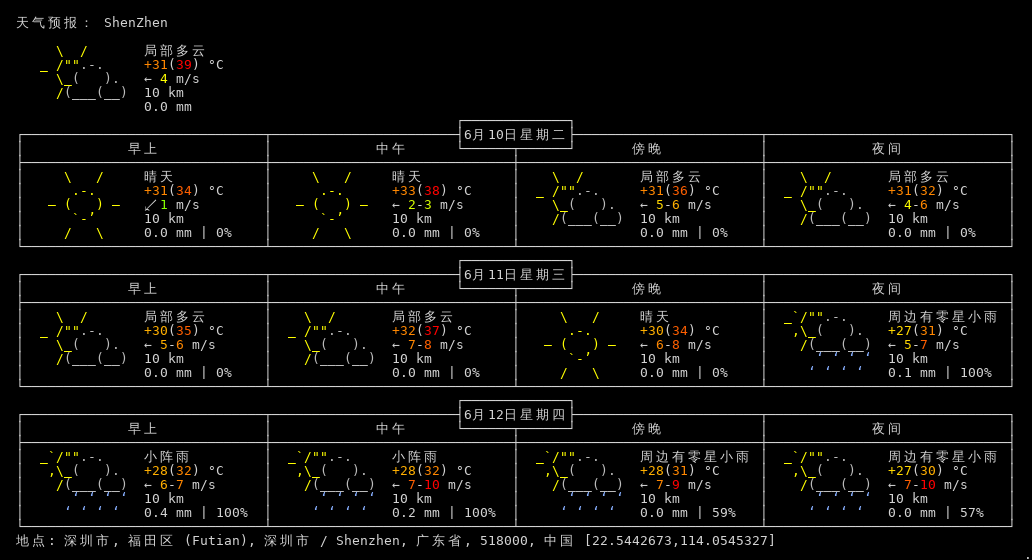 天气预报： ShenZhen
局部多云
+31(39) °C
← 4 m/s
10 km
0.0 mm
6月10日星期二
早上 中午 傍晚 夜间
晴天 晴天 局部多云 局部多云
+31(34) °C +33(38) °C +31(36) °C +31(32) °C
↙ 1 m/s ← 2-3 m/s ← 5-6 m/s ← 4-6 m/s
10 km 10 km 10 km 10 km
0.0 mm | 0% 0.0 mm | 0% 0.0 mm | 0% 0.0 mm | 0%
6月11日星期三
早上 中午 傍晚 夜间
局部多云 局部多云 晴天 周边有零星小雨
+30(35) °C +32(37) °C +30(34) °C +27(31) °C
← 5-6 m/s ← 7-8 m/s ← 6-8 m/s ← 5-7 m/s
10 km 10 km 10 km 10 km
0.0 mm | 0% 0.0 mm | 0% 0.0 mm | 0% 0.1 mm | 100%
6月12日星期四
早上 中午 傍晚 夜间
小阵雨 小阵雨 周边有零星小雨 周边有零星小雨
+28(32) °C +28(32) °C +28(31) °C +27(30) °C
← 6-7 m/s ← 7-10 m/s ← 7-9 m/s ← 7-10 m/s
10 km 10 km 10 km 10 km
0.4 mm | 100% 0.2 mm | 100% 0.0 mm | 59% 0.0 mm | 57%
地点: 深圳市, 福田区 (Futian), 深圳市 / Shenzhen, 广东省, 518000, 中国 [22.5442673,114.0545327]